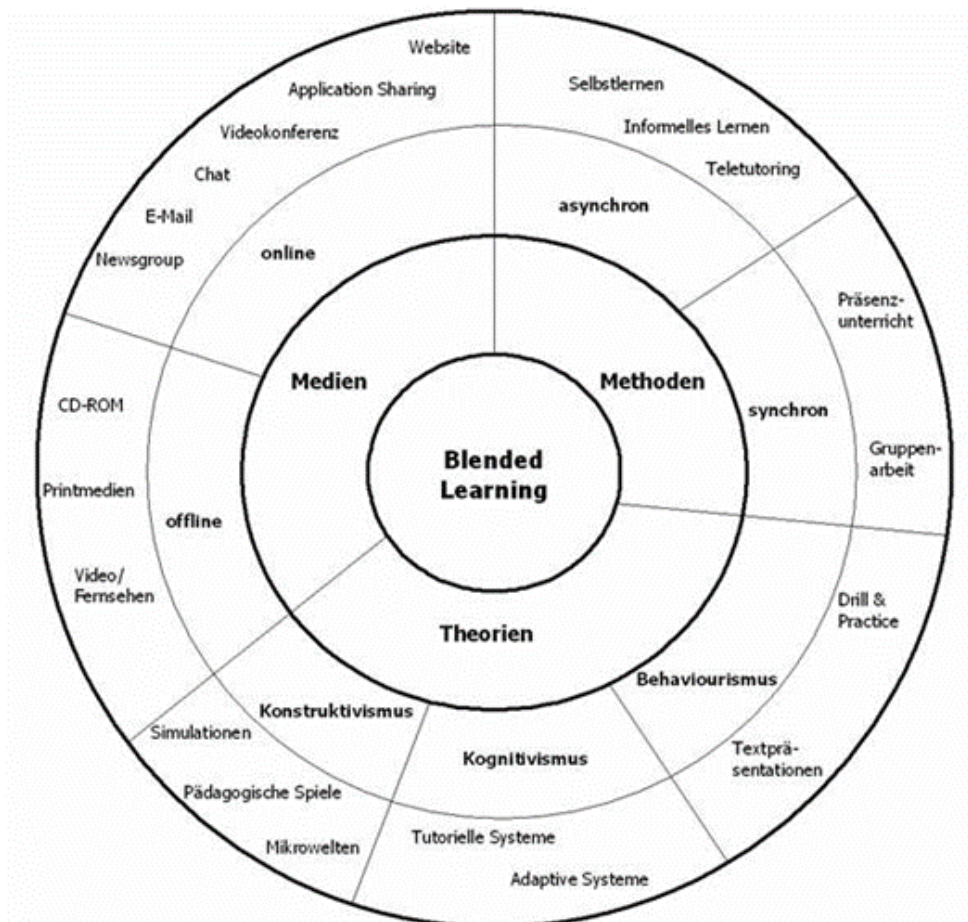 Website
Application Sharing
Videokonferenz
Chat
E-Mail
Newsgroup
online
Selbstlernen
Informelles Lernen
Teletutoring
asynchron
Präsenz-
unterricht
Gruppen-
arbeit
synchron
Medien
Methoden
Blended
Learning
CD-ROM
Printmedien
Video/
Fernsehen
offline
Theorien
Drill &
Practice
Textprä-
sentationen
Behaviourismus
Konstruktivismus
Kognitivismus
Simulationen
Pädagogische Spiele
Mikrowelten
Tutorielle Systeme
Adaptive Systeme